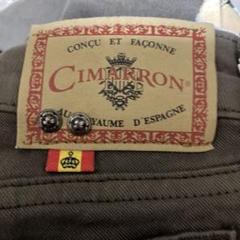 CONÇU ET FAÇONNE
CIMARRON®
AU ROYAUME D'ESPAGNE